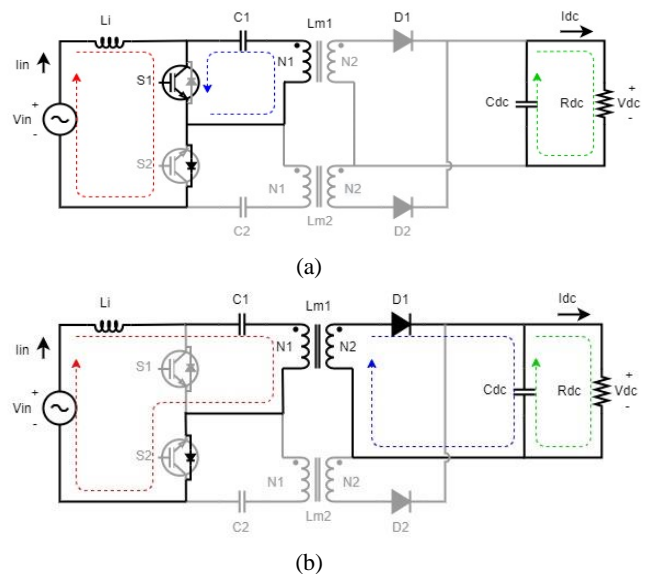 Li
C1
Lm1
D1
Idc
Iin
S1
N1
N2
+
Vin
-
Cdc
Rdc
+
Vdc
-
S2
N1
N2
C2
Lm2
D2
(a)
Li
C1
Lm1
D1
Idc
Iin
S1
N1
N2
+
Vin
-
Cdc
Rdc
+
Vdc
-
S2
N1
N2
C2
Lm2
D2
(b)